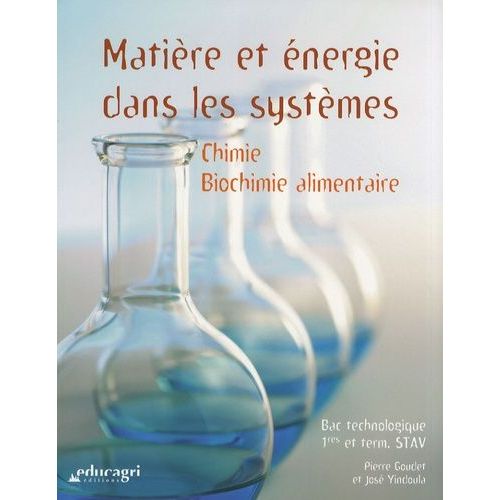 Matière et énergie
dans les systèmes
Chimie
Biochimie alimentaire
Bac technologique
1res et term. STAV
Pierre Goudet
et José Yindoula
educagri
éditions